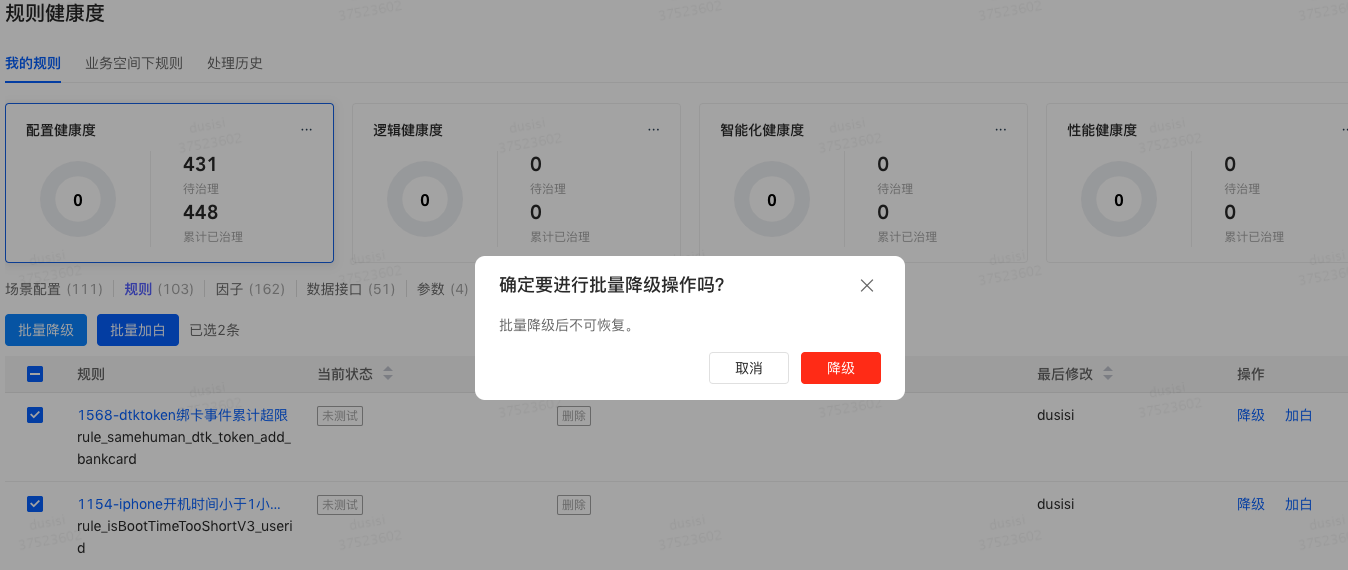 规则健康度
我的规则 业务空间下规则 处理历史
配置健康度 ...
0
431
待治理
448
累计已治理
逻辑健康度 ...
0
0
待治理
0
累计已治理
智能化健康度 ...
0
0
待治理
0
累计已治理
性能健康度
0
0
待治理
0
累计已治理
场景配置 (111) 规则 (103) 因子 (162) 数据接口 (51) 参数 (4)
确定要进行批量降级操作吗?
批量降级后不可恢复。
取消 降级
批量降级 批量加白 已选2条
规则 当前状态 最后修改 操作
1568-dtktoken绑卡事件累计超限 未测试 删除 dusisi 降级 加白
rule_samehuman_dtk_token_add_
bankcard
1154-iphone开机时间小于1小... 未测试 删除 dusisi 降级 加白
rule_isBootTimeTooShortV3_useri
d
dusisi
37523602